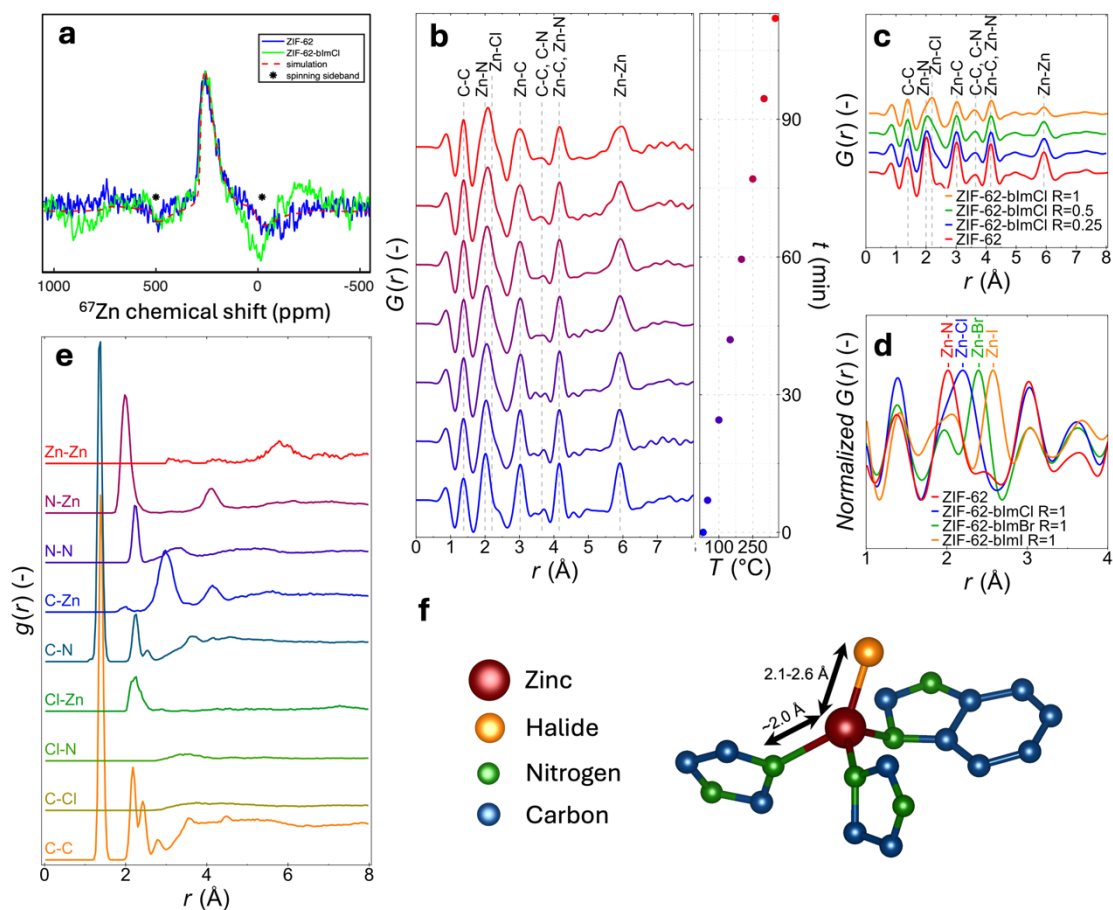 a
ZIF-62
ZIF-62-bImCl
simulation
spinning sideband
1000 500 0 -500
⁶⁷Zn chemical shift (ppm)
b
C-C
Zn-N
Zn-Cl
Zn-C
C-C, C-N
Zn-C, Zn-N
Zn-Zn
G(r) (-)
0 1 2 3 4 5 6 7
r (Å)
90
60
30
0
t (min)
100 250
T (°C)
c
C-C
Zn-N
Zn-Cl
Zn-C
C-C, C-N
Zn-C, Zn-N
Zn-Zn
G(r) (-)
ZIF-62-bImCl R=1
ZIF-62-bImCl R=0.5
ZIF-62-bImCl R=0.25
ZIF-62
0 1 2 3 4 5 6 7 8
r (Å)
d
Zn-N
Zn-Cl
Zn-Br
Zn-I
Normalized G(r) (-)
ZIF-62
ZIF-62-bImCl R=1
ZIF-62-bImBr R=1
ZIF-62-bImI R=1
1 2 3 4
r (Å)
e
Zn-Zn
N-Zn
N-N
C-Zn
C-N
Cl-Zn
Cl-N
C-Cl
C-C
g(r) (-)
0 2 4 6 8
r (Å)
f
Zinc
Halide
Nitrogen
Carbon
2.1-2.6 Å
~2.0 Å